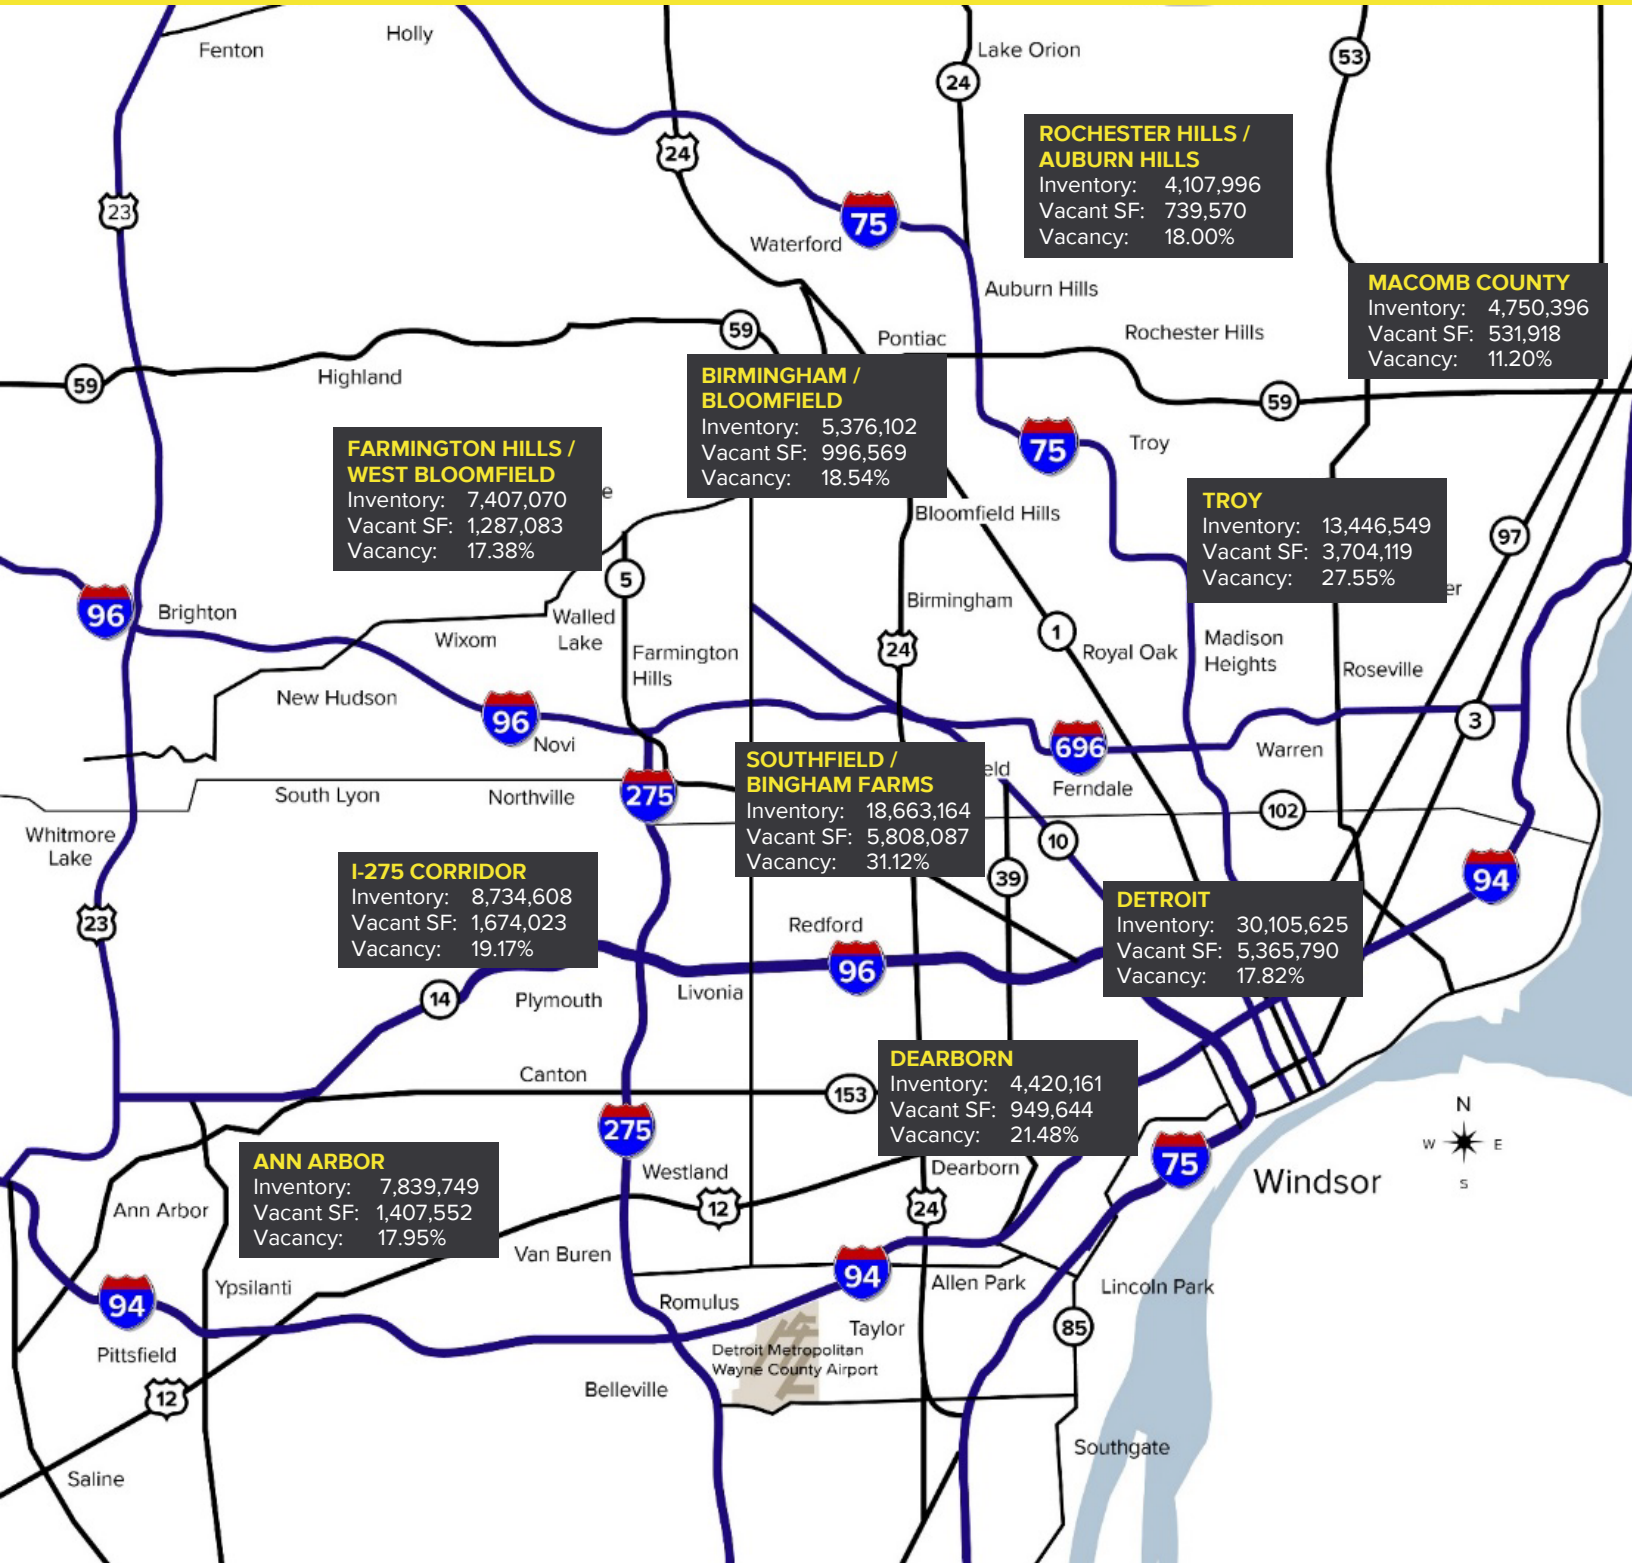 Fenton
Holly
Lake Orion
53
24
24
23
75
Waterford
ROCHESTER HILLS /
AUBURN HILLS
Inventory: 4,107,996
Vacant SF: 739,570
Vacancy: 18.00%
Auburn Hills
MACOMB COUNTY
Inventory: 4,750,396
Vacant SF: 531,918
Vacancy: 11.20%
59
Pontiac
Rochester Hills
59
Highland
59
BIRMINGHAM /
BLOOMFIELD
Inventory: 5,376,102
Vacant SF: 996,569
Vacancy: 18.54%
75
Troy
FARMINGTON HILLS /
WEST BLOOMFIELD
Inventory: 7,407,070
Vacant SF: 1,287,083
Vacancy: 17.38%
e
Bloomfield Hills
TROY
Inventory: 13,446,549
Vacant SF: 3,704,119
Vacancy: 27.55%
97
er
5
96
Brighton
Walled
Lake
Wixom
Birmingham
1
24
Farmington
Hills
Royal Oak
Madison
Heights
Roseville
New Hudson
96
Novi
3
696
Warren
SOUTHFIELD /
BINGHAM FARMS
Inventory: 18,663,164
Vacant SF: 5,808,087
Vacancy: 31.12%
eld
Ferndale
South Lyon
Northville
275
102
Whitmore
Lake
10
39
94
I-275 CORRIDOR
Inventory: 8,734,608
Vacant SF: 1,674,023
Vacancy: 19.17%
23
Redford
DETROIT
Inventory: 30,105,625
Vacant SF: 5,365,790
Vacancy: 17.82%
96
14
Plymouth
Livonia
Canton
153
DEARBORN
Inventory: 4,420,161
Vacant SF: 949,644
Vacancy: 21.48%
275
N
W
E
S
75
Windsor
ANN ARBOR
Inventory: 7,839,749
Vacant SF: 1,407,552
Vacancy: 17.95%
Westland
Dearborn
12
24
Ann Arbor
Van Buren
94
Allen Park
Lincoln Park
Ypsilanti
94
Romulus
Taylor
85
Pittsfield
Detroit Metropolitan
Wayne County Airport
12
Belleville
Southgate
Saline